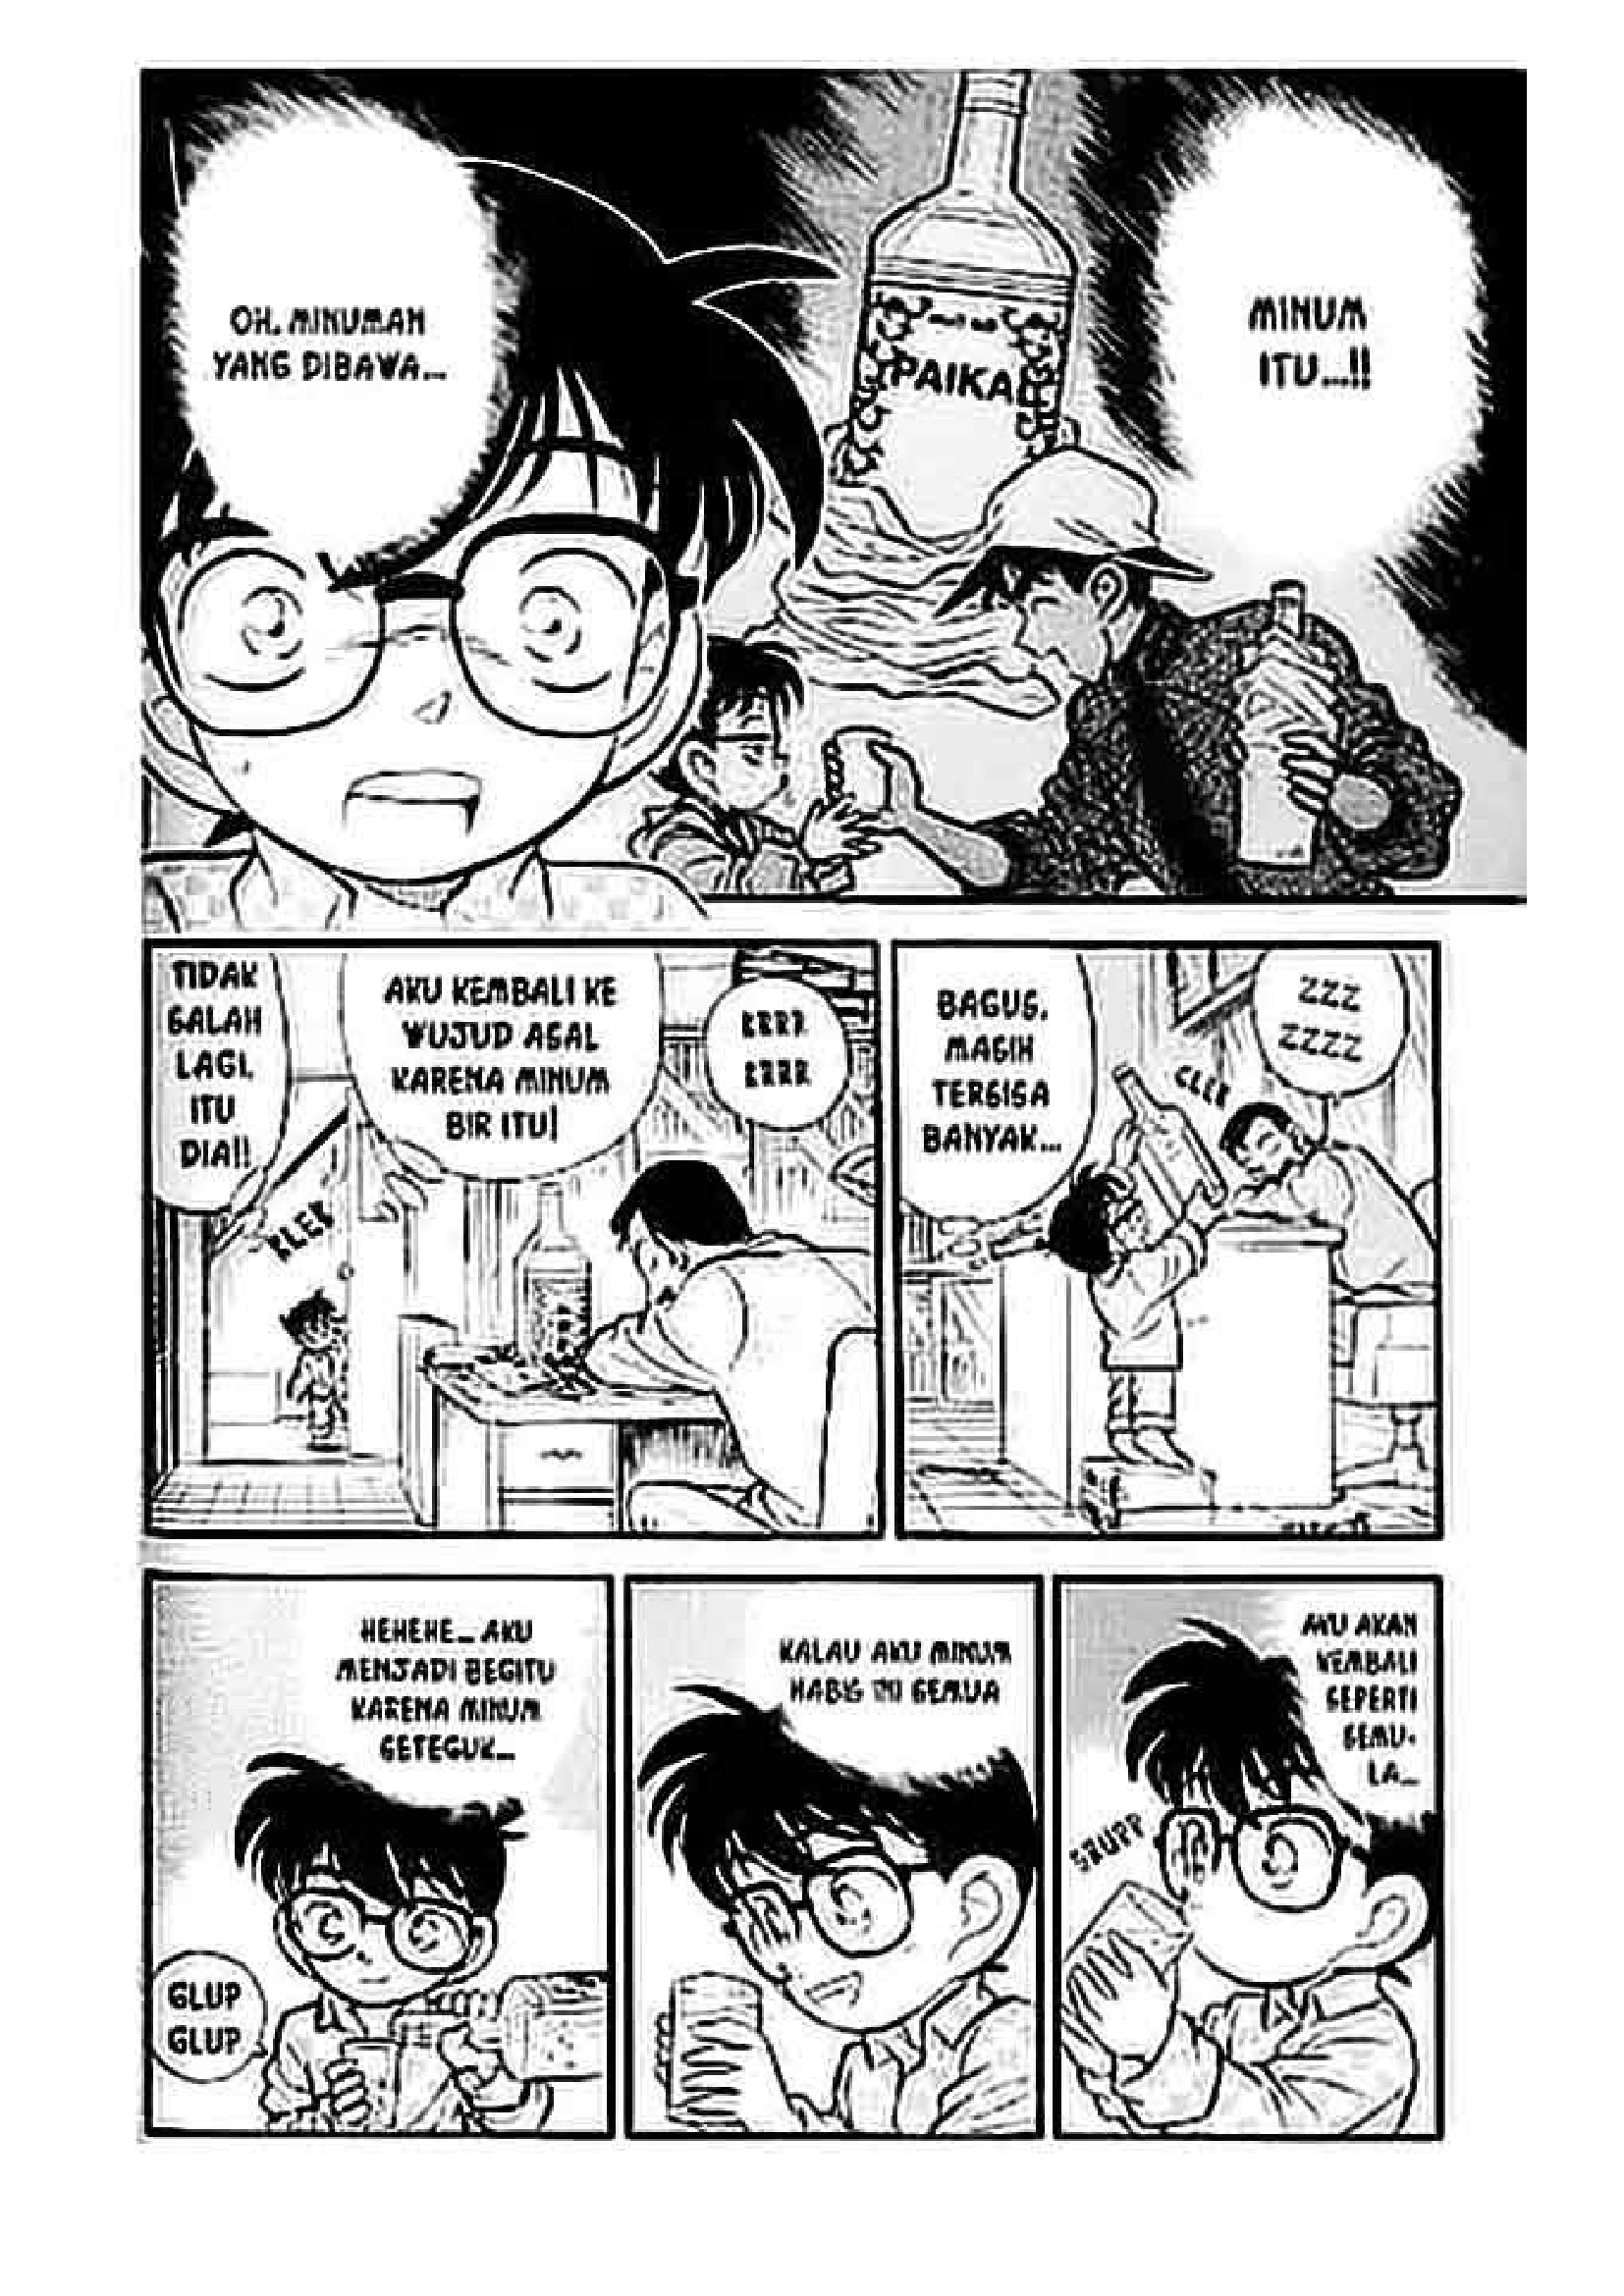 OH, MINUMAN
YANG DIBAWA...
PAIKA
MINUM
ITU...!!
TIDAK
SALAH
LAGI,
ITU
DIA!!
AKU KEMBALI KE
WUJUD ASAL
KARENA MINUM
BIR ITU!
KLEK
BAGUS,
MASIH
TERSISA
BANYAK...
CLEK
ZZZ
ZZZZ
HEHEHE... AKU
MENJADI BEGITU
KARENA MINUM
SETEGUK...
GLUP
GLUP
KALAU AKU MINUM
HABIS INI SEMUA
AKU AKAN
KEMBALI
SEPERTI
SEMU-
LA...